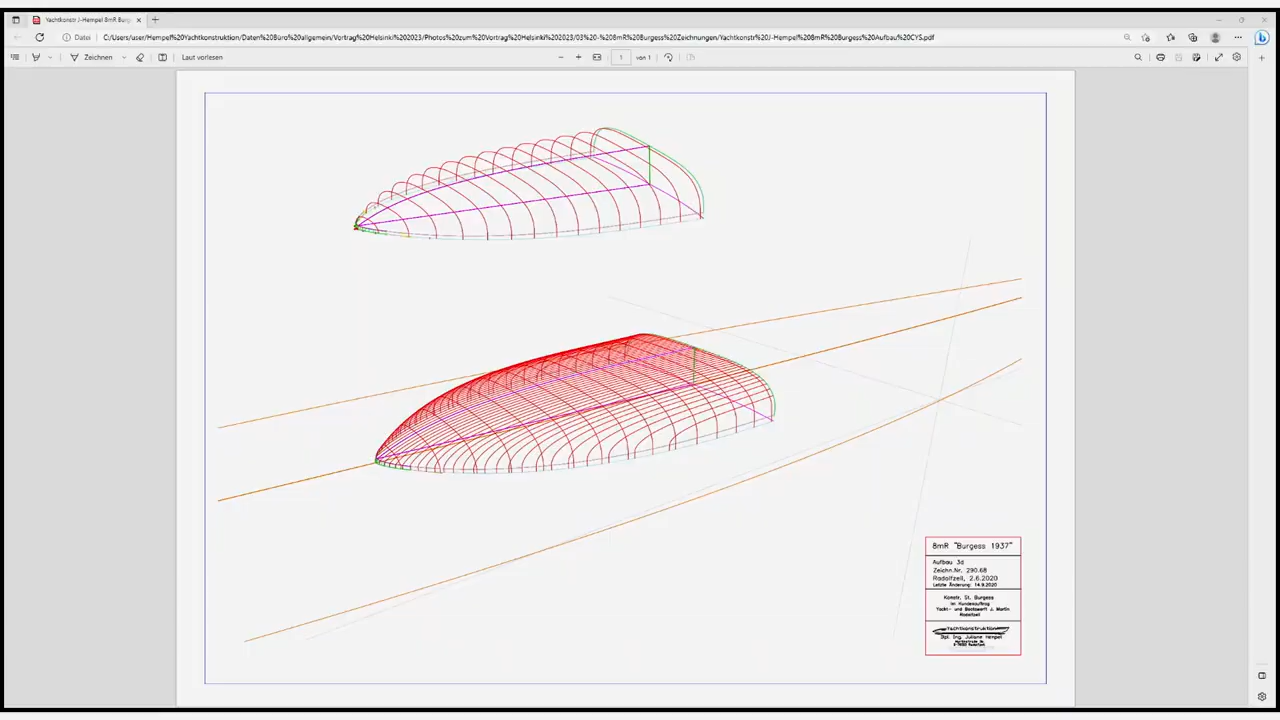 Yachtkonstr J-Hempel 8mR Burg
Datei
C:/Users/user/Hempel%20Yachtkonstruktion/Daten%20Büro%20allgemein/Vortrag%20Helsinki%202023/Photos%20zum%20Vortrag%20Helsinki%202023/03%20-%208mR%20Burgess%20Zeichnungen/Yachtkonstr%20J-Hempel%208mR%20Burgess%20Aufbau%20CYS.pdf
Zeichnen
Laut vorlesen
1
von 1
8mR "Burgess 1937"
Aufbau 3d
Zeichn.Nr. 290.68
Radolfzell, 2.6.2020
Letzte Änderung: 14.9.2020
Konstr. St. Burgess
im Kundenauftrag
Yacht- und Bootswerft J. Martin
Radolfzell
Yachtkonstruktion
Dipl. Ing. Juliane Hempel